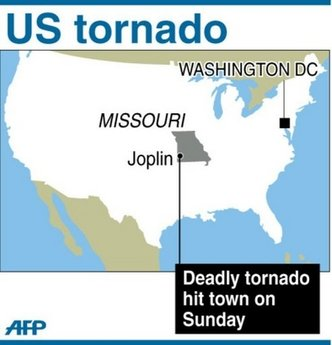 US tornado
WASHINGTON DC
MISSOURI
Joplin
Deadly tornado
hit town on
Sunday
AFP